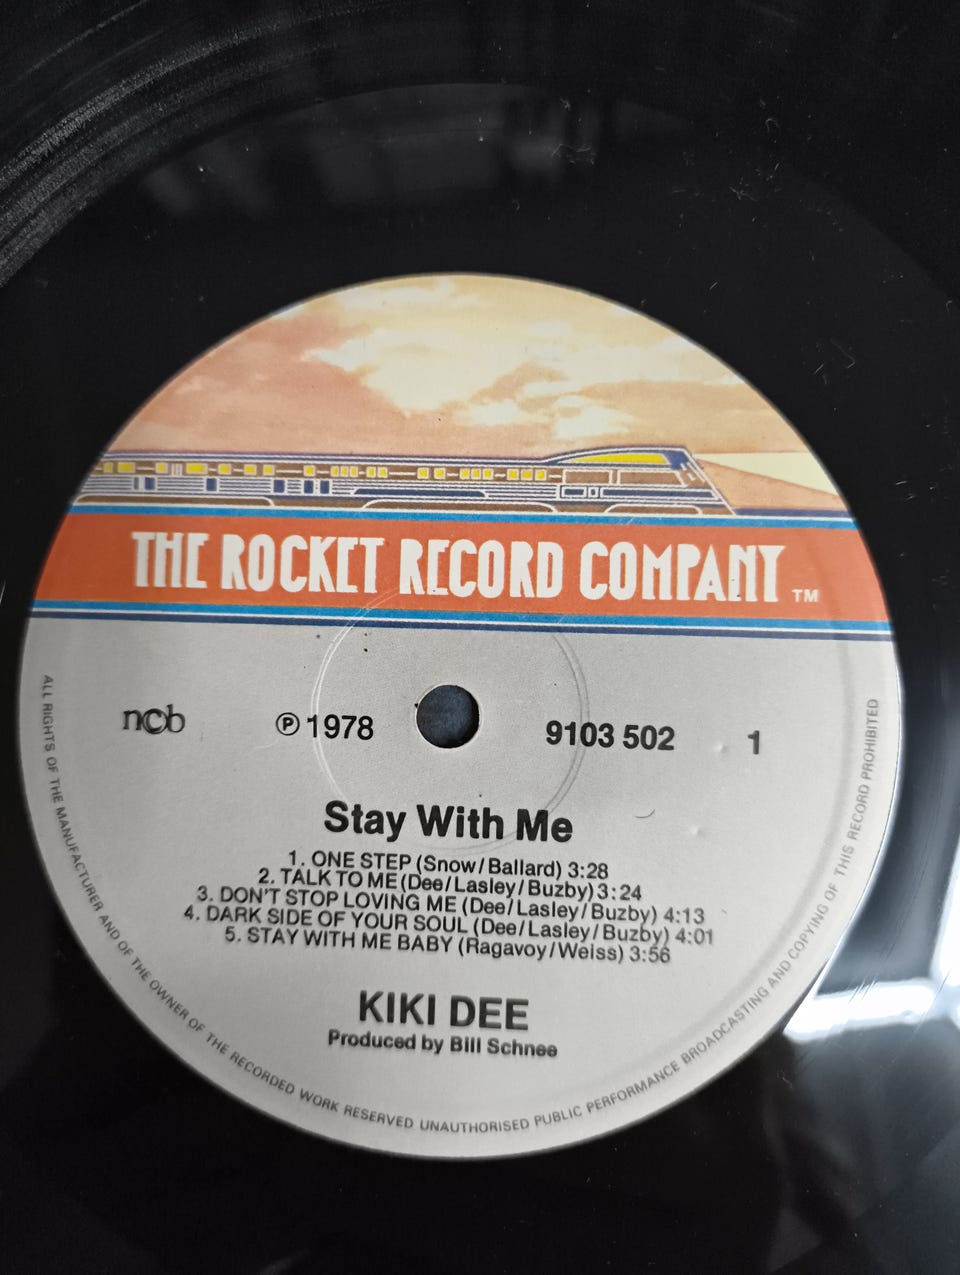 THE ROCKET RECORD COMPANY TM
ncb ℗ 1978 9103 502 1
Stay With Me
1. ONE STEP (Snow/Ballard) 3:28
2. TALK TO ME (Dee/Lasley/Buzby) 3:24
3. DON'T STOP LOVING ME (Dee/Lasley/Buzby) 4:13
4. DARK SIDE OF YOUR SOUL (Dee/Lasley/Buzby) 4:01
5. STAY WITH ME BABY (Ragavoy/Weiss) 3:56
KIKI DEE
Produced by Bill Schnee
ALL RIGHTS OF THE MANUFACTURER AND OF THE OWNER OF THE RECORDED WORK RESERVED UNAUTHORISED PUBLIC PERFORMANCE BROADCASTING AND COPYING OF THIS RECORD PROHIBITED